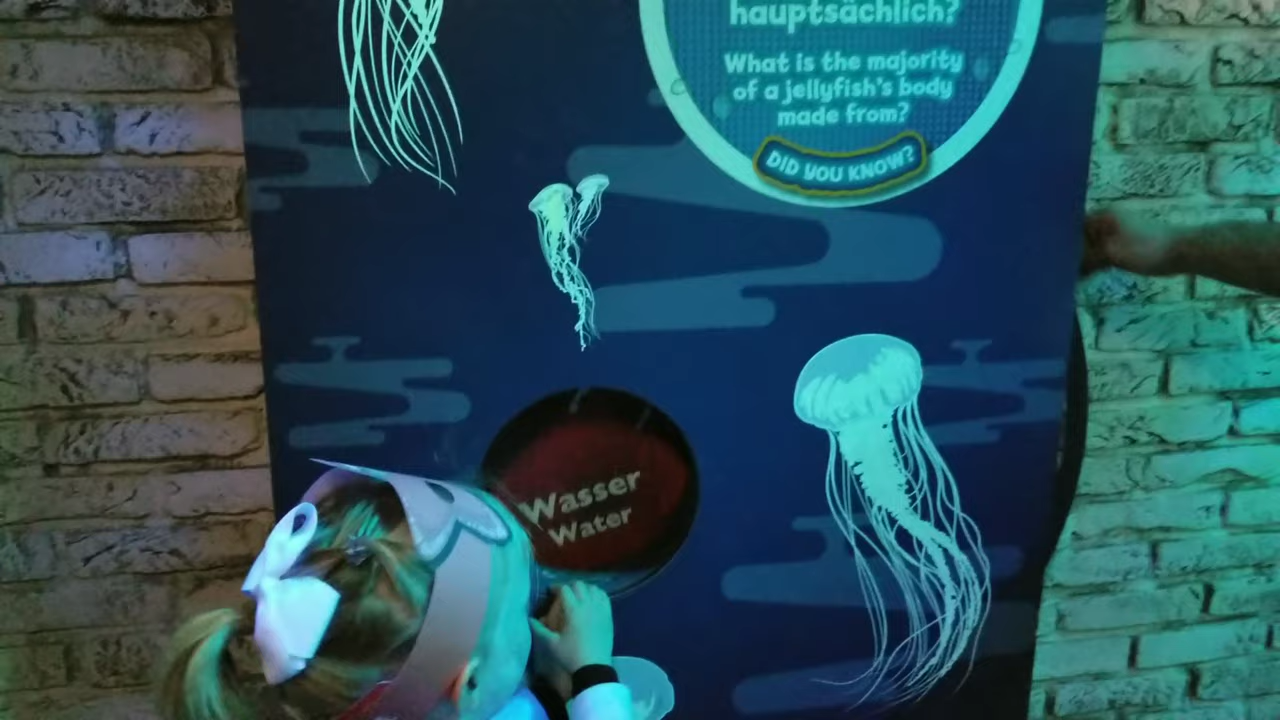 hauptsächlich?
What is the majority
of a jellyfish's body
made from?
DID YOU KNOW?
Wasser
Water